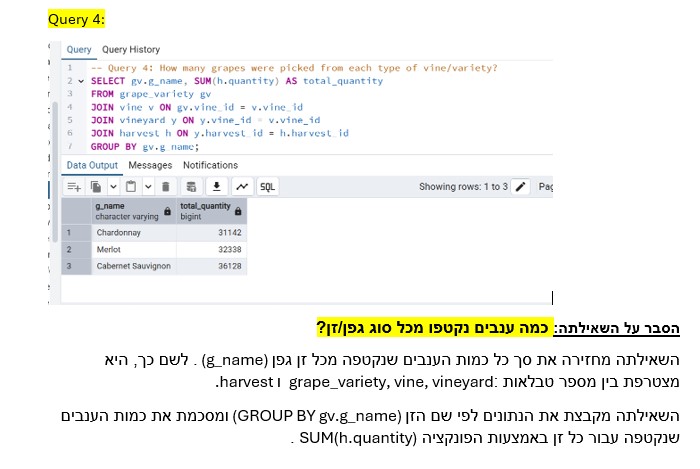 Query 4:
Query Query History
1 -- Query 4: How many grapes were picked from each type of vine/variety?
2 SELECT gv.g_name, SUM(h.quantity) AS total_quantity
3 FROM grape_variety gv
4 JOIN vine v ON gv.vine_id = v.vine_id
5 JOIN vineyard y ON y.vine_id = v.vine_id
6 JOIN harvest h ON y.harvest_id = h.harvest_id
7 GROUP BY gv.g_name;
Data Output Messages Notifications
SQL Showing rows: 1 to 3 Pag
g_name total_quantity
character varying bigint
1 Chardonnay 31142
2 Merlot 32338
3 Cabernet Sauvignon 36128
הסבר על השאילתה: כמה ענבים נקטפו מכל סוג גפן/זן?
השאילתה מחזירה את סך כל כמות הענבים שנקטפה מכל זן גפן (g_name) . לשם כך, היא
מצטרפת בין מספר טבלאות: grape_variety, vine, vineyard ו harvest.
השאילתה מקבצת את הנתונים לפי שם הזן (GROUP BY gv.g_name) ומסכמת את כמות הענבים
שנקטפה עבור כל זן באמצעות הפונקציה SUM(h.quantity) .